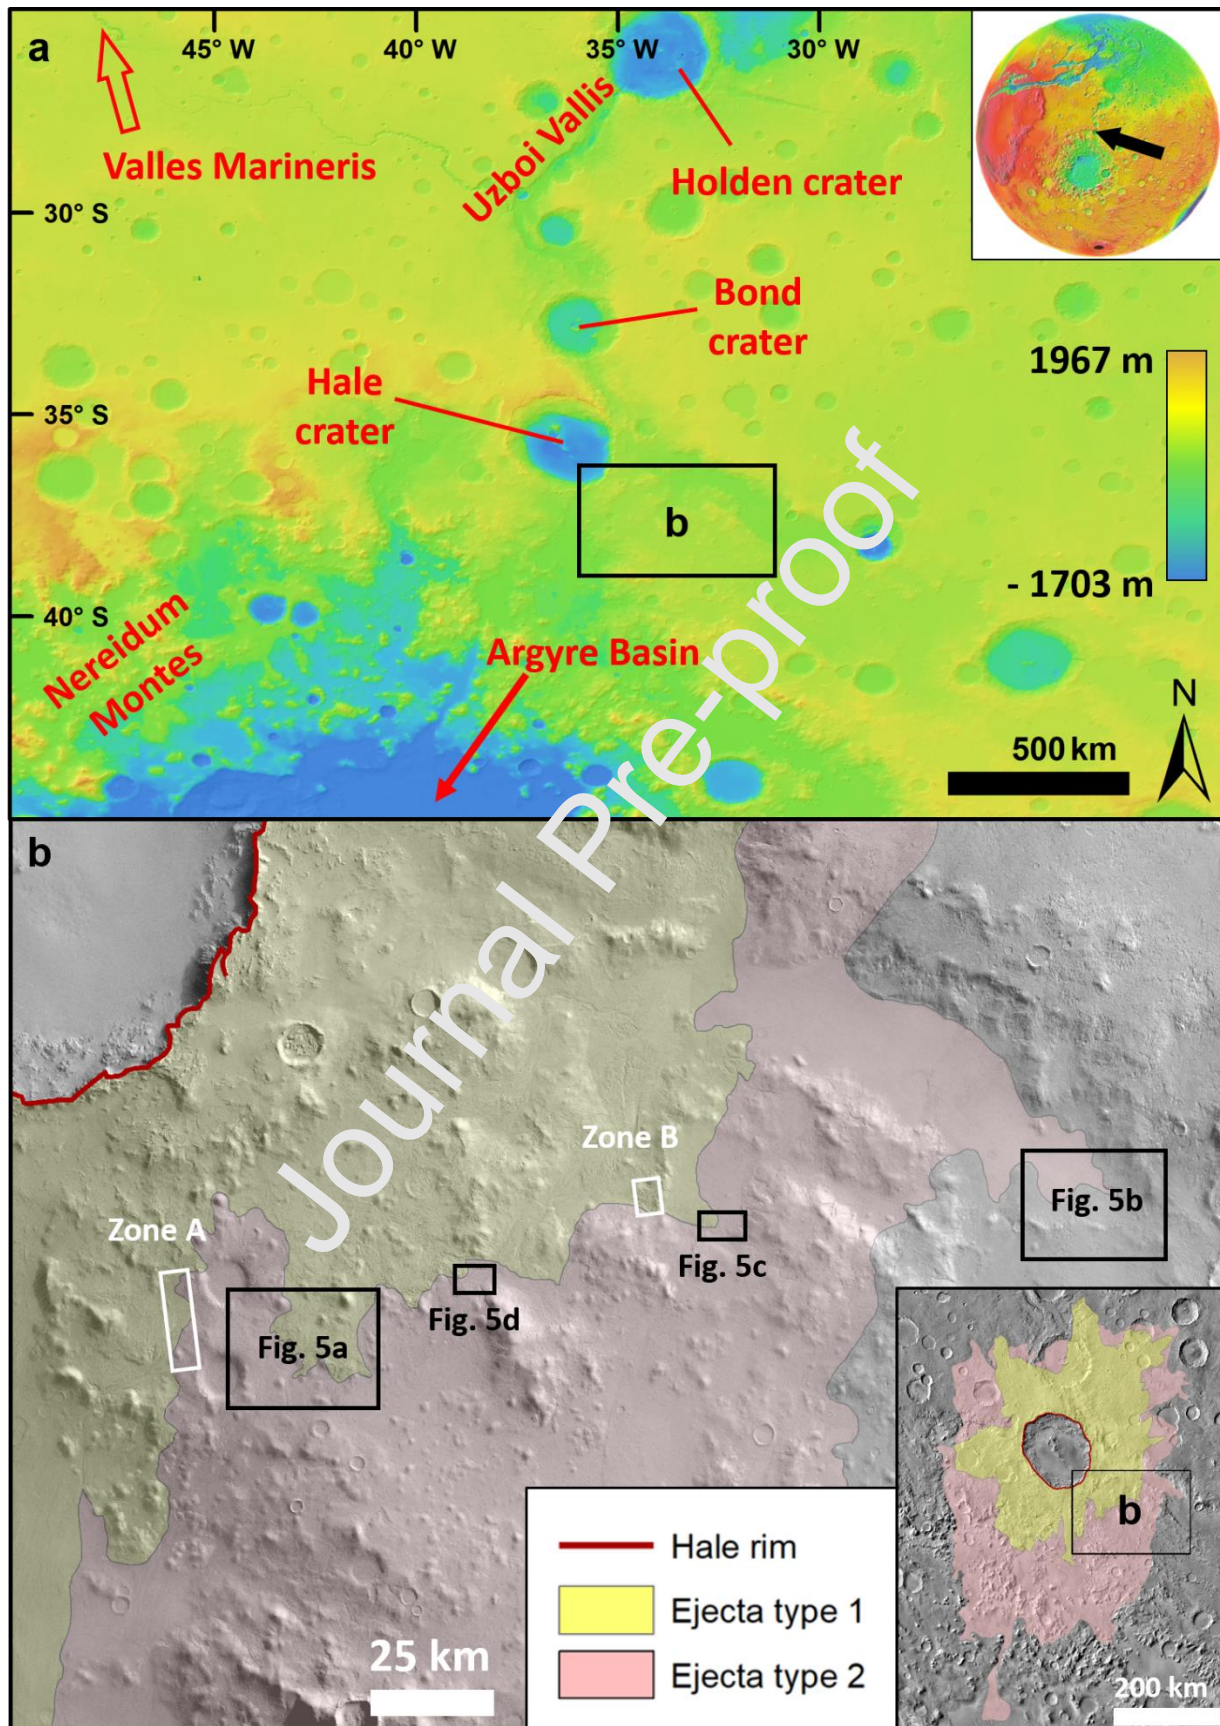 a
45° W
40° W
35° W
30° W
Valles Marineris
Uzboi Vallis
Holden crater
30° S
Bond
crater
1967 m
Hale
crater
35° S
b
- 1703 m
40° S
Nereidum
Montes
Argyre Basin
N
500 km
Journal Pre-proof
b
Zone B
Zone A
Fig. 5b
Fig. 5c
Fig. 5d
Fig. 5a
b
Hale rim
Ejecta type 1
Ejecta type 2
25 km
200 km